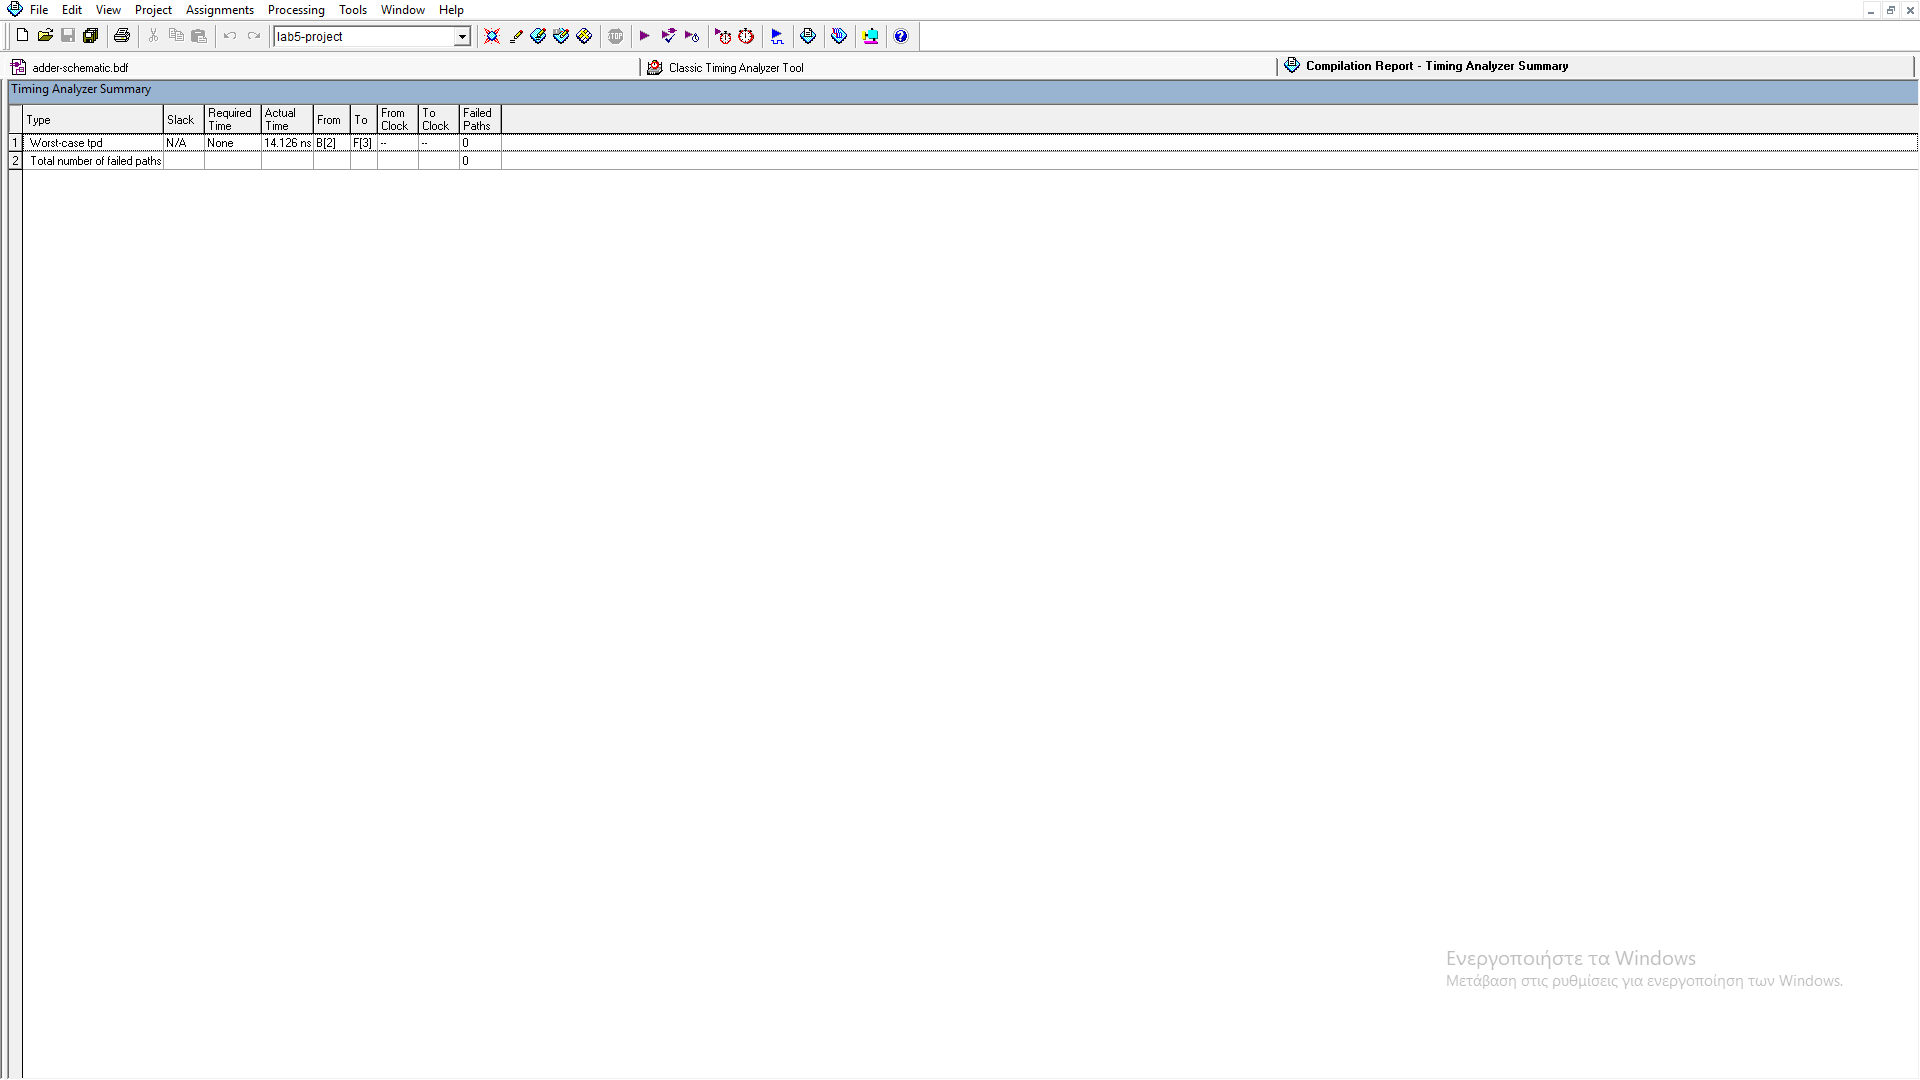 File Edit View Project Assignments Processing Tools Window Help
lab5-project
STOP
adder-schematic.bdf Classic Timing Analyzer Tool Compilation Report - Timing Analyzer Summary
Timing Analyzer Summary
Type Slack Required Time Actual Time From To From Clock To Clock Failed Paths
1 Worst-case tpd N/A None 14.126 ns B[2] F[3] -- -- 0
2 Total number of failed paths 0
Ενεργοποιήστε τα Windows
Μετάβαση στις ρυθμίσεις για ενεργοποίηση των Windows.